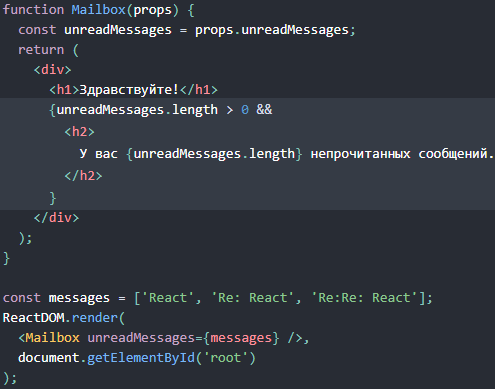 function Mailbox(props) {
  const unreadMessages = props.unreadMessages;
  return (
    <div>
      <h1>Здравствуйте!</h1>
      {unreadMessages.length > 0 &&
        <h2>
          У вас {unreadMessages.length} непрочитанных сообщений.
        </h2>
      }
    </div>
  );
}

const messages = ['React', 'Re: React', 'Re:Re: React'];
ReactDOM.render(
  <Mailbox unreadMessages={messages} />,
  document.getElementById('root')
);